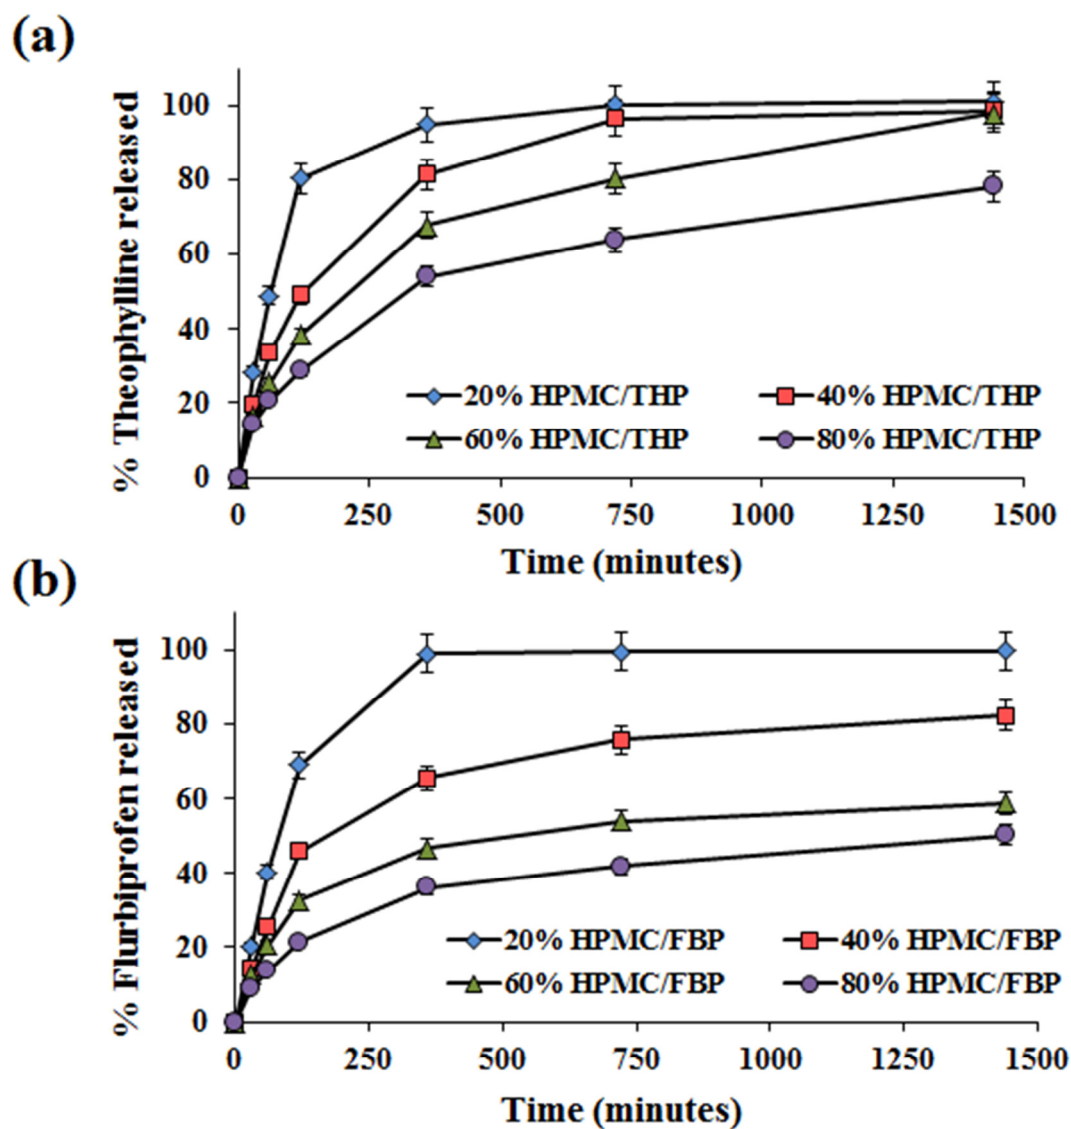 (a)
% Theophylline released
100
80
60
40
20
0
20% HPMC/THP 40% HPMC/THP
60% HPMC/THP 80% HPMC/THP
0 250 500 750 1000 1250 1500
Time (minutes)
(b)
% Flurbiprofen released
100
80
60
40
20
0
20% HPMC/FBP 40% HPMC/FBP
60% HPMC/FBP 80% HPMC/FBP
0 250 500 750 1000 1250 1500
Time (minutes)